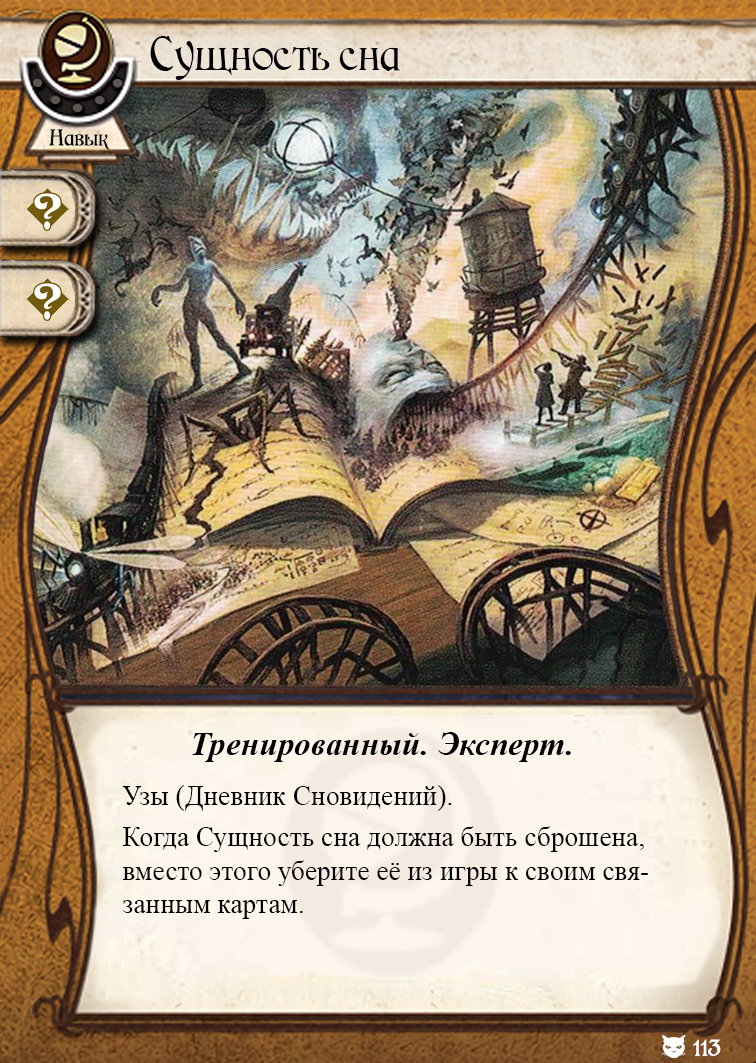 Сущность сна
Навык
?
?
Тренированный. Эксперт.
Узы (Дневник Сновидений).
Когда Сущность сна должна быть сброшена,
вместо этого уберите её из игры к своим свя-
занным картам.
113